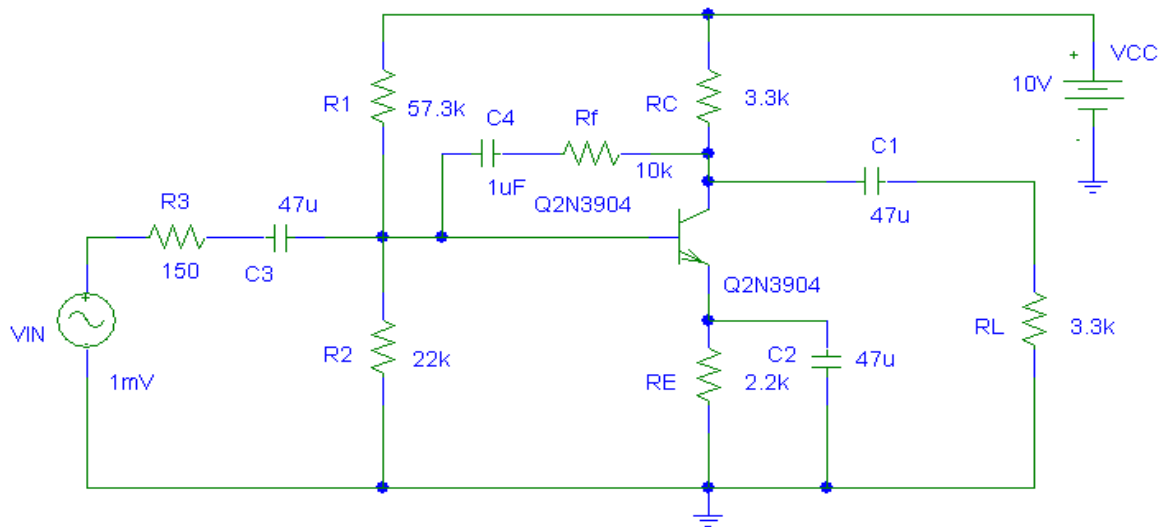 R1
57.3k
RC
3.3k
+
VCC
10V
-
C4
Rf
1uF
10k
C1
47u
R3
150
47u
C3
Q2N3904
Q2N3904
+
VIN
-
1mV
R2
22k
RE
2.2k
C2
47u
RL
3.3k